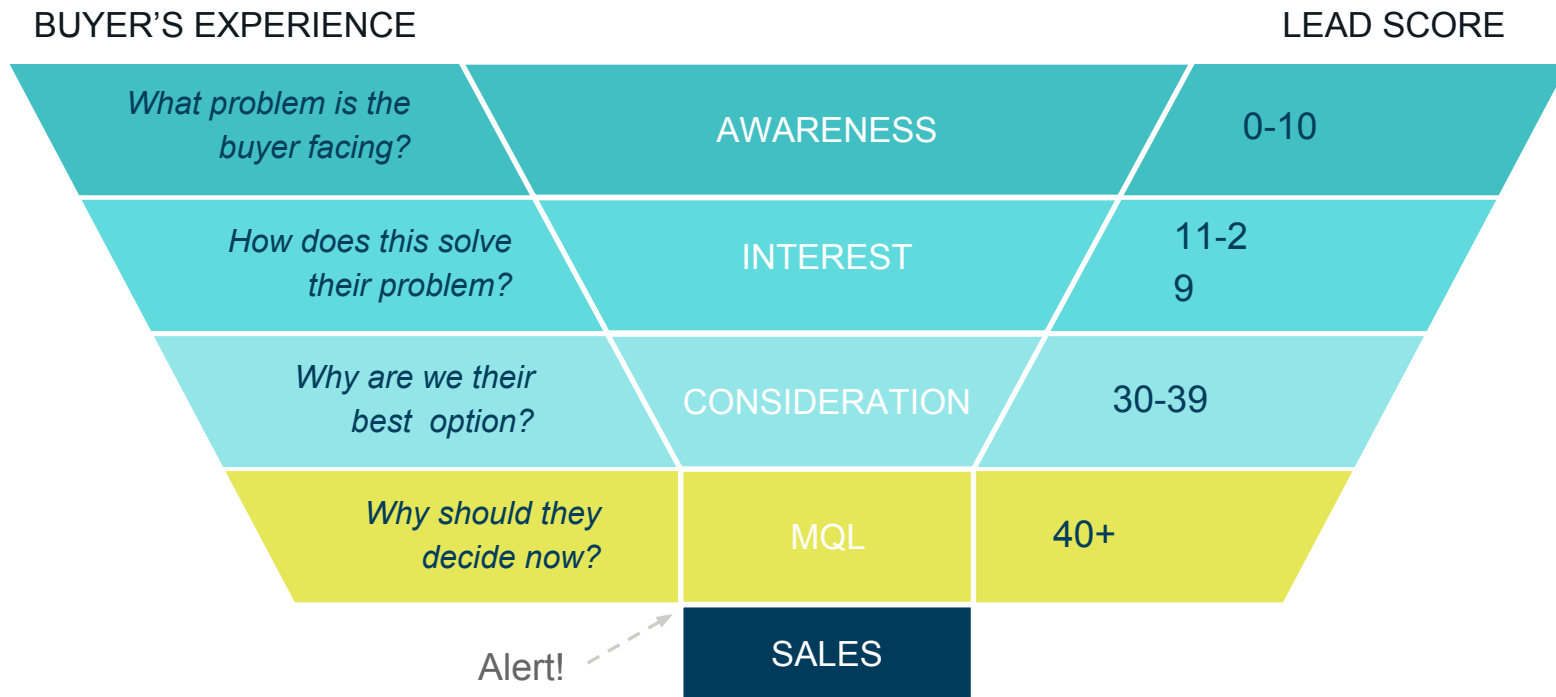 BUYER'S EXPERIENCE
LEAD SCORE
What problem is the
buyer facing?
AWARENESS
0-10
How does this solve
their problem?
INTEREST
11-2
9
Why are we their
best  option?
CONSIDERATION
30-39
Why should they
decide now?
MQL
40+
Alert!
SALES